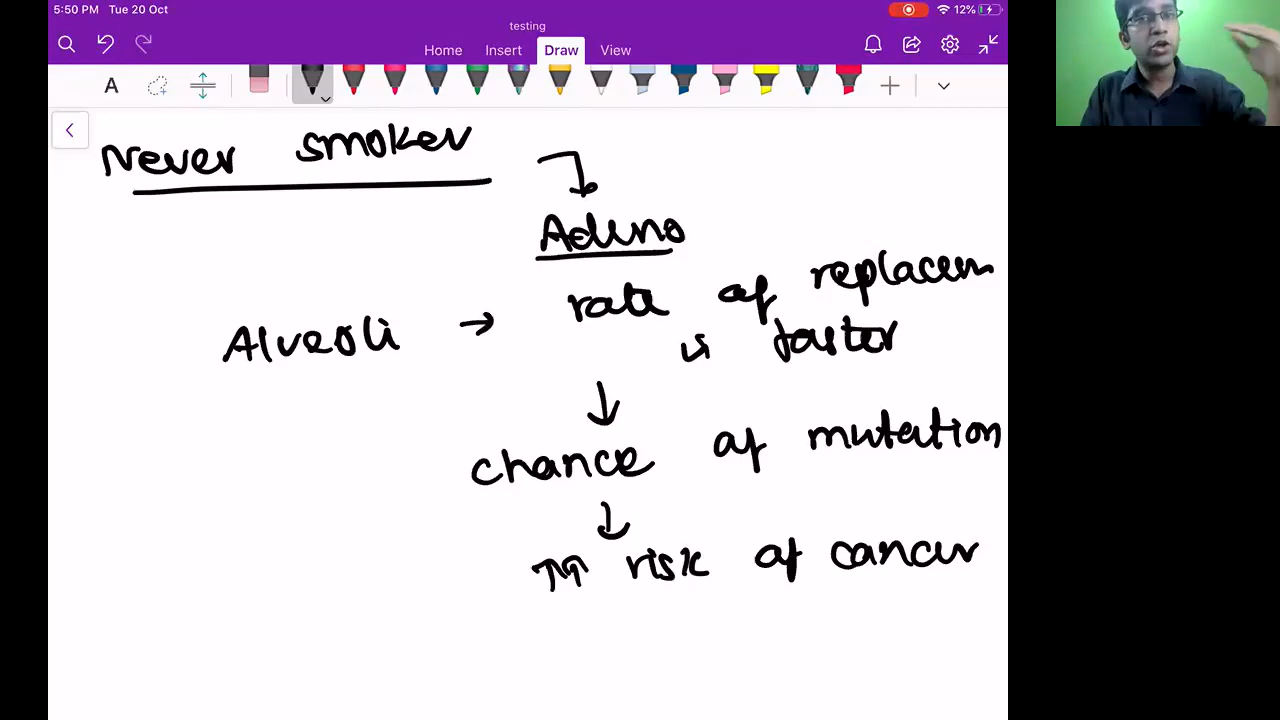 5:50 PM Tue 20 Oct
12%
testing
Home Insert Draw View
A
Never smoker
Adeno
Alveoli → rate of replacem
is faster
↓
chance of mutation
↓
↑↑ risk of cancer